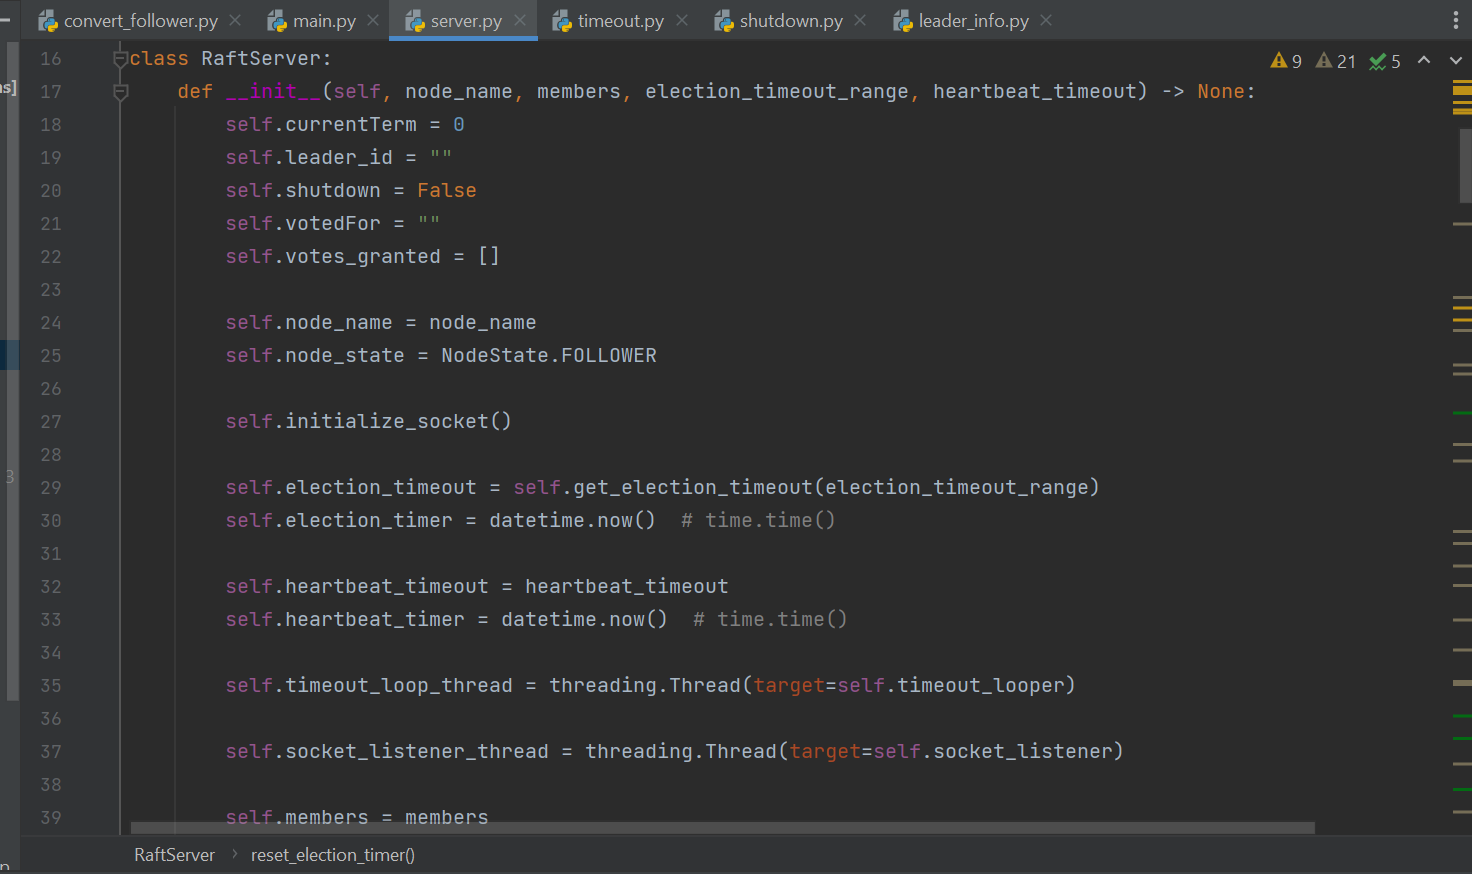 convert_follower.py main.py server.py timeout.py shutdown.py leader_info.py
9 21 5
16 class RaftServer:
s]
17 def __init__(self, node_name, members, election_timeout_range, heartbeat_timeout) -> None:
18 self.currentTerm = 0
19 self.leader_id = ""
20 self.shutdown = False
21 self.votedFor = ""
22 self.votes_granted = []
23
24 self.node_name = node_name
25 self.node_state = NodeState.FOLLOWER
26
27 self.initialize_socket()
28
3
29 self.election_timeout = self.get_election_timeout(election_timeout_range)
30 self.election_timer = datetime.now()  # time.time()
31
32 self.heartbeat_timeout = heartbeat_timeout
33 self.heartbeat_timer = datetime.now()  # time.time()
34
35 self.timeout_loop_thread = threading.Thread(target=self.timeout_looper)
36
37 self.socket_listener_thread = threading.Thread(target=self.socket_listener)
38
39 self.members = members
RaftServer › reset_election_timer()